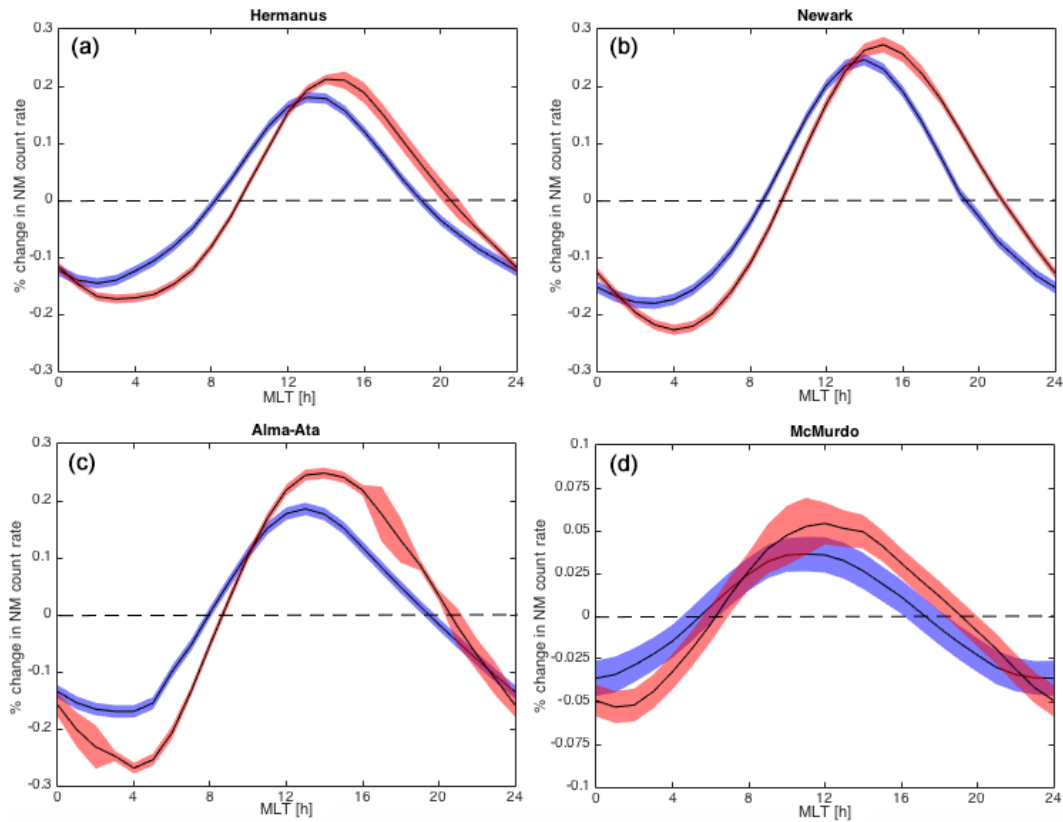 Hermanus
(a)
% change in NM count rate
0.3
0.2
0.1
0
-0.1
-0.2
-0.3
0 4 8 12 16 20 24
MLT [h]
Newark
(b)
% change in NM count rate
0.3
0.2
0.1
0
-0.1
-0.2
-0.3
0 4 8 12 16 20 24
MLT [h]
Alma-Ata
(c)
% change in NM count rate
0.3
0.2
0.1
0
-0.1
-0.2
-0.3
0 4 8 12 16 20 24
MLT [h]
McMurdo
(d)
% change in NM count rate
0.1
0.075
0.05
0.025
0
-0.025
-0.05
-0.075
-0.1
0 4 8 12 16 20 24
MLT [h]